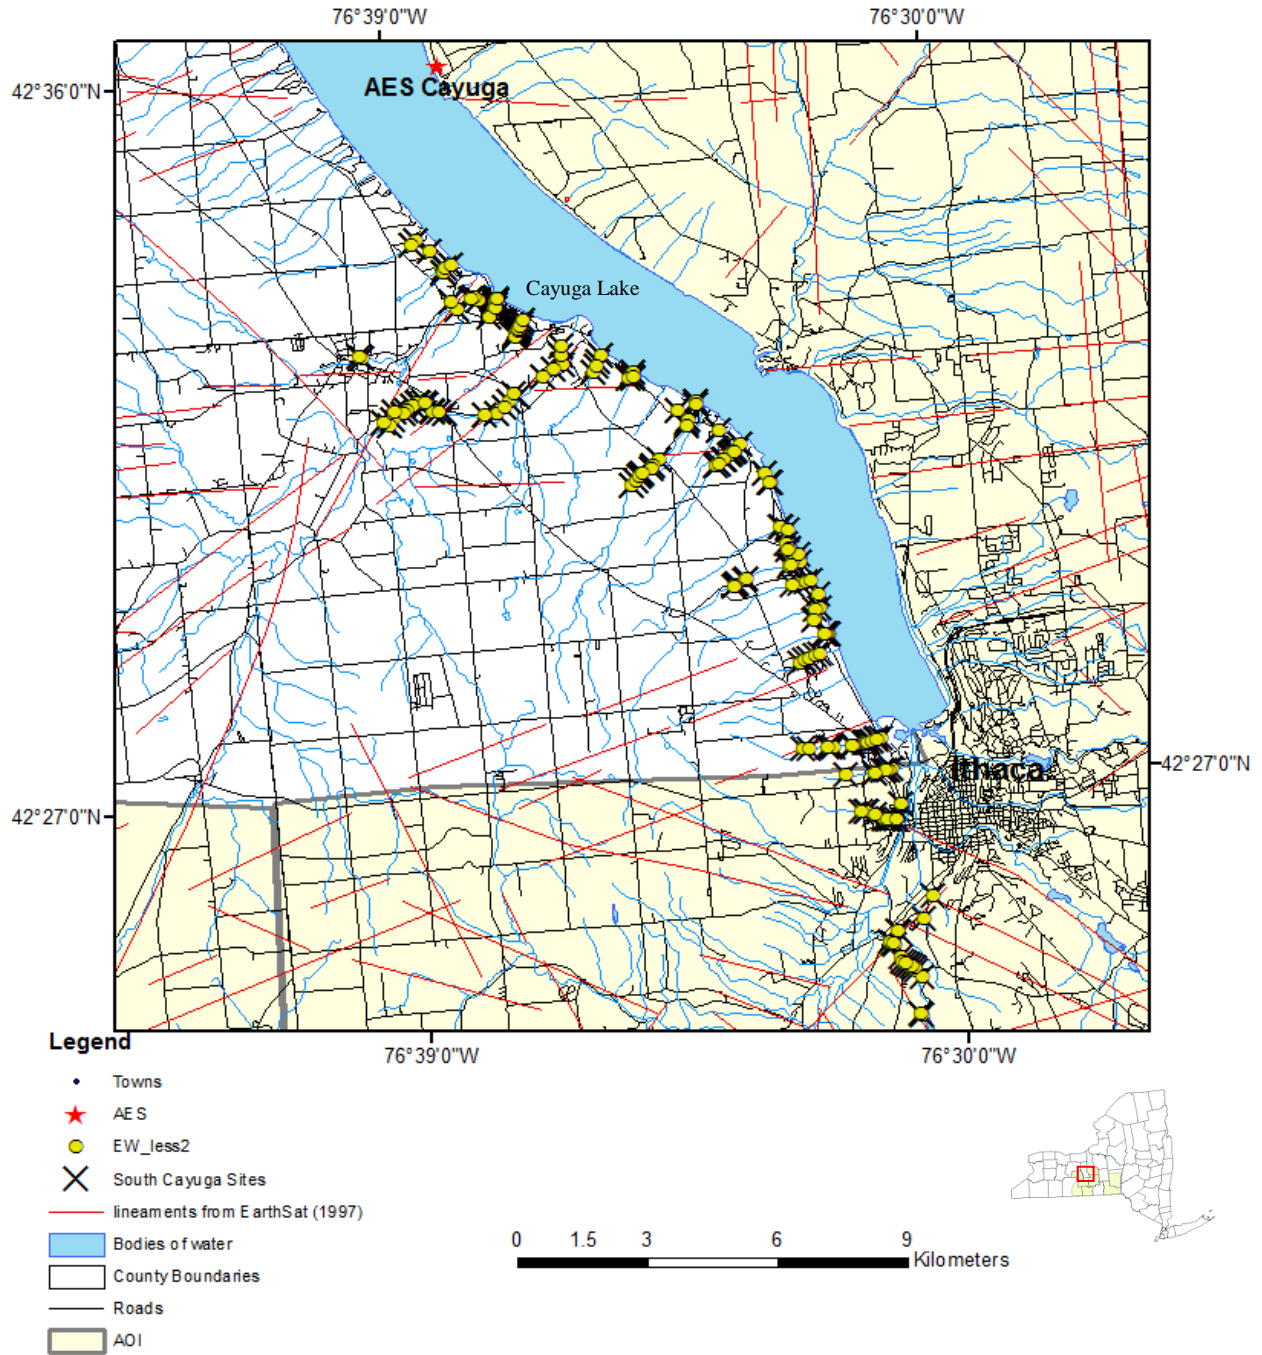 76°39'0"W 76°30'0"W
42°36'0"N
AES Cayuga
Cayuga Lake
42°27'0"N
Ithaca
42°27'0"N
76°39'0"W 76°30'0"W
Legend
Towns
AES
EW_less2
South Cayuga Sites
lineaments from EarthSat (1997)
Bodies of water
County Boundaries
Roads
AOI
0 1.5 3 6 9
Kilometers